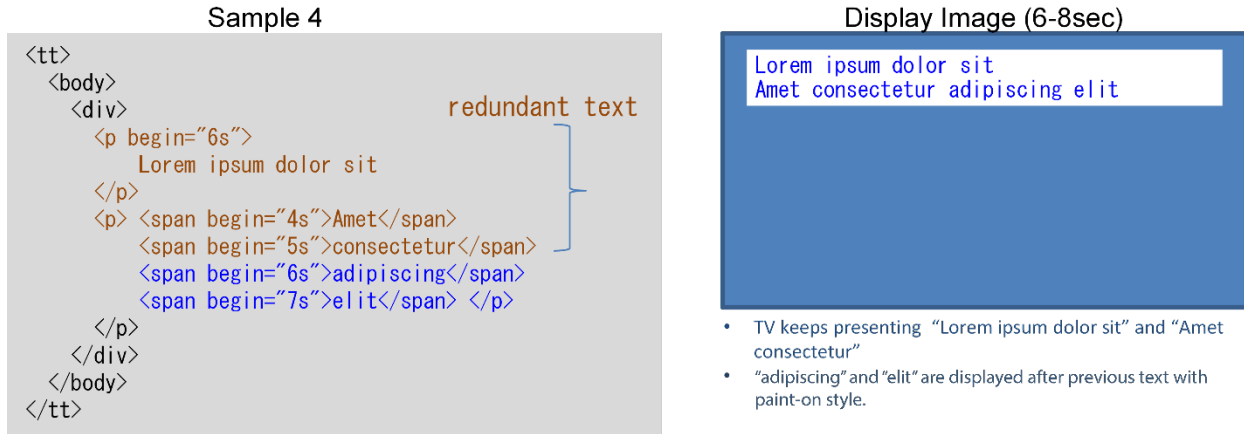 Sample 4
<tt>
<body>
<div>
redundant text
<p begin="6s">
Lorem ipsum dolor sit
</p>
<p> <span begin="4s">Amet</span>
<span begin="5s">consectetur</span>
<span begin="6s">adipiscing</span>
<span begin="7s">elit</span> </p>
</p>
</div>
</body>
</tt>
Display Image (6-8sec)
Lorem ipsum dolor sit
Amet consectetur adipiscing elit
• TV keeps presenting “Lorem ipsum dolor sit” and “Amet
consectetur”
• “adipiscing” and “elit” are displayed after previous text with
paint-on style.